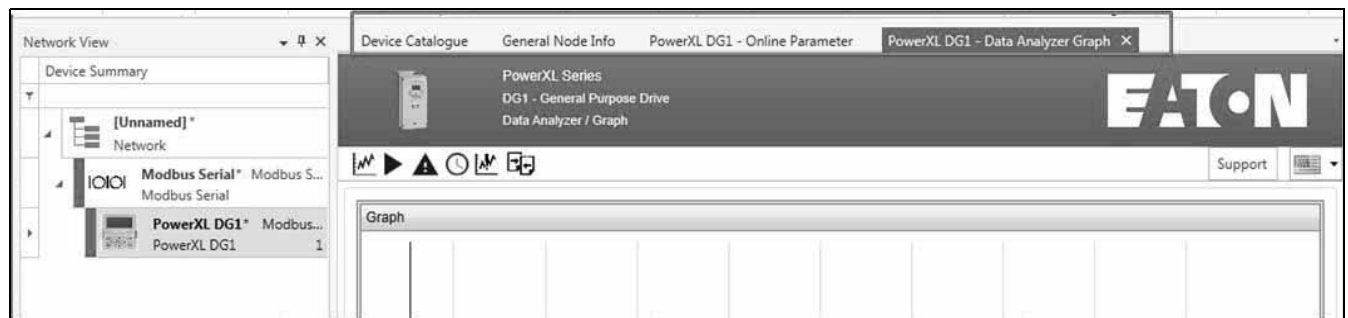 Network View
Device Summary
[Unnamed] *
Network
IOIOI
Modbus Serial* Modbus S...
Modbus Serial
PowerXL DG1* Modbus...
PowerXL DG1 1
Device Catalogue General Node Info PowerXL DG1 - Online Parameter PowerXL DG1 - Data Analyzer Graph
PowerXL Series
DG1 - General Purpose Drive
Data Analyzer / Graph
EATON
Support
Graph